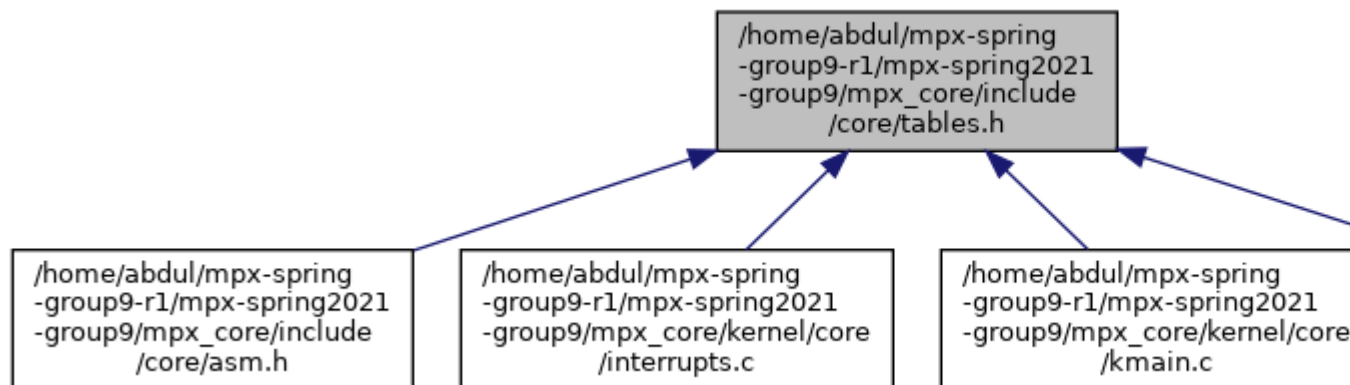 /home/abdul/mpx-spring
-group9-r1/mpx-spring2021
-group9/mpx_core/include
/core/tables.h
/home/abdul/mpx-spring
-group9-r1/mpx-spring2021
-group9/mpx_core/include
/core/asm.h
/home/abdul/mpx-spring
-group9-r1/mpx-spring2021
-group9/mpx_core/kernel/core
/interrupts.c
/home/abdul/mpx-spring
-group9-r1/mpx-spring2021
-group9/mpx_core/kernel/core
/kmain.c